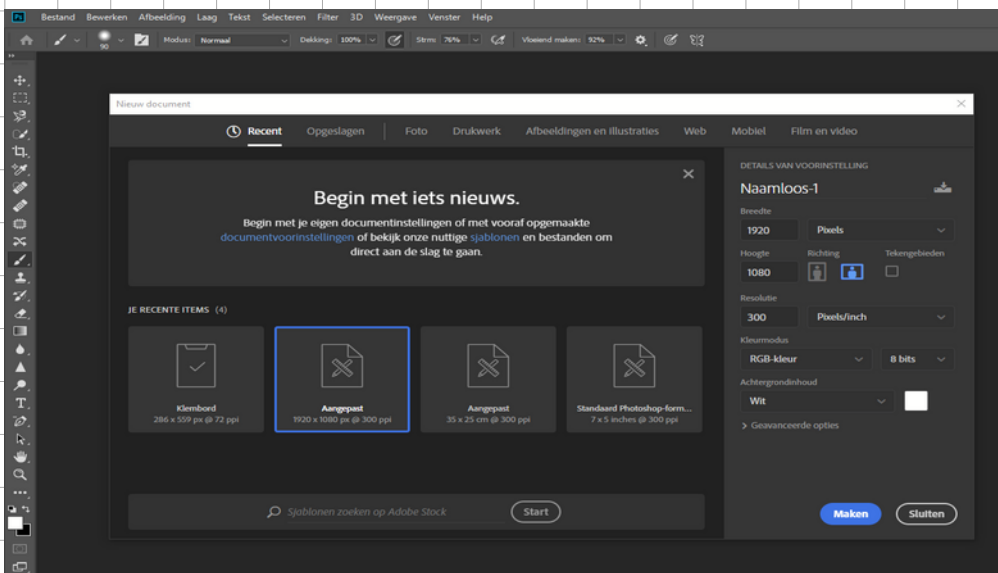 Ps Bestand Bewerken Afbeelding Laag Tekst Selecteren Filter 3D Weergave Venster Help
90 Modus: Normaal Dekking: 100% Strm: 76% Vloeiend maken: 92%
Nieuw document
Recent Opgeslagen Foto Drukwerk Afbeeldingen en illustraties Web Mobiel Film en video
Begin met iets nieuws.
Begin met je eigen documentinstellingen of met vooraf opgemaakte
documentvoorinstellingen of bekijk onze nuttige sjablonen en bestanden om
direct aan de slag te gaan.
JE RECENTE ITEMS (4)
Klembord
286 x 559 px @ 72 ppi
Aangepast
1920 x 1080 px @ 300 ppi
Aangepast
35 x 25 cm @ 300 ppi
Standaard Photoshop-form...
7 x 5 inches @ 300 ppi
Sjablonen zoeken op Adobe Stock
Start
DETAILS VAN VOORINSTELLING
Naamloos-1
Breedte
1920 Pixels
Hoogte Richting Tekengebieden
1080
Resolutie
300 Pixels/inch
Kleurmodus
RGB-kleur 8 bits
Achtergrondinhoud
Wit
> Geavanceerde opties
Maken Sluiten